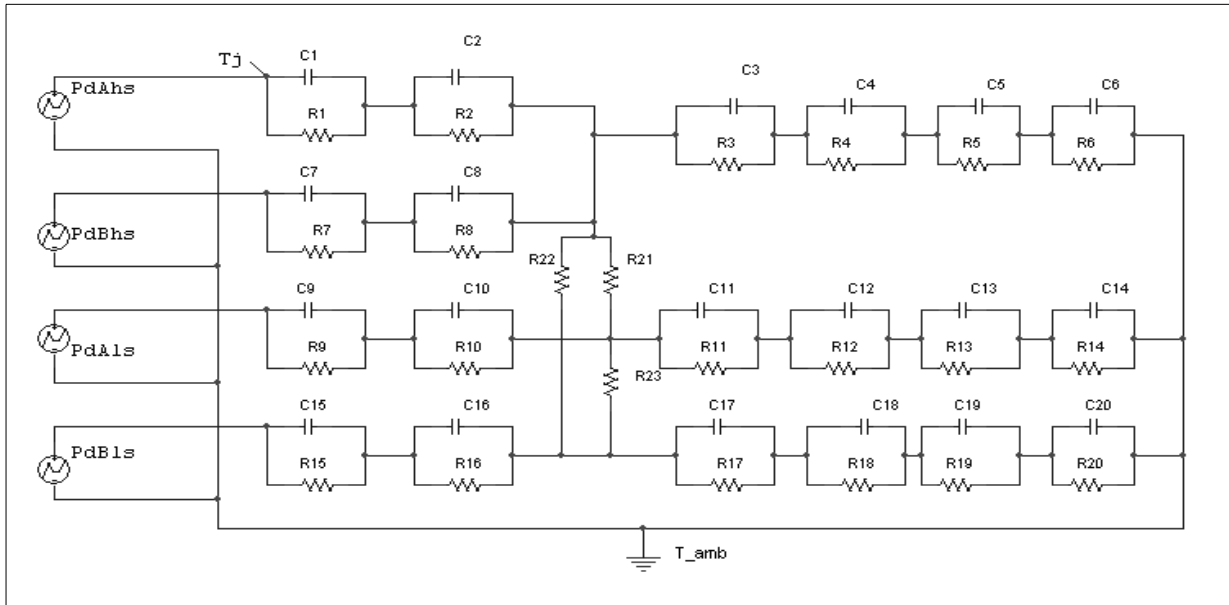 C1 C2
Tj
C3 C4 C5 C6
PdAhs
R1 R2
R3 R4 R5 R6
C7 C8
PdBhs
R7 R8
R22 R21
C9 C10 C11 C12 C13 C14
PdAls
R9 R10 R11 R12 R13 R14
R23
C15 C16 C17 C18 C19 C20
PdBls
R15 R16 R17 R18 R19 R20
T_amb